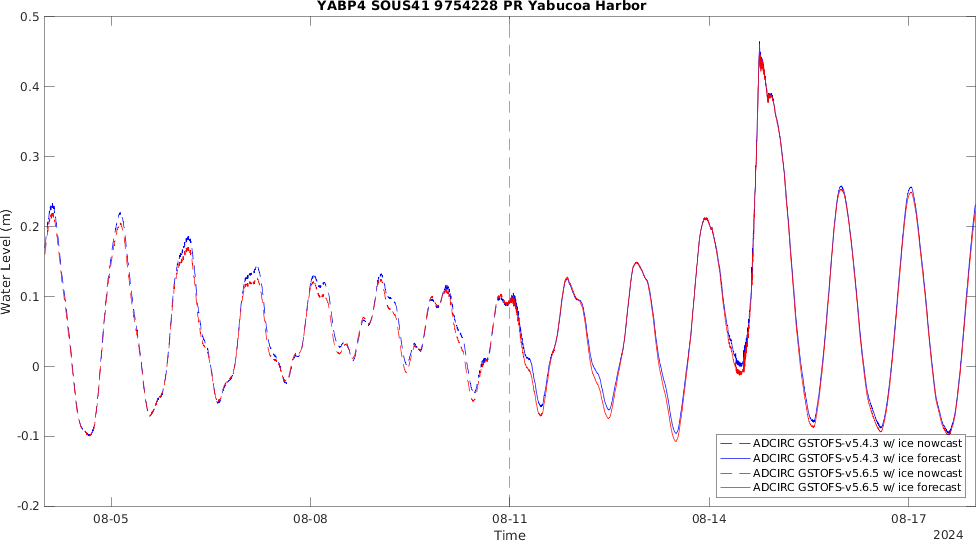 YABP4 SOUS41 9754228 PR Yabucoa Harbor
0.5
0.4
0.3
0.2
0.1
0
-0.1
-0.2
Water Level (m)
08-05
08-08
08-11
08-14
08-17
Time
2024
ADCIRC GSTOFS-v5.4.3 w/ ice nowcast
ADCIRC GSTOFS-v5.4.3 w/ ice forecast
ADCIRC GSTOFS-v5.6.5 w/ ice nowcast
ADCIRC GSTOFS-v5.6.5 w/ ice forecast